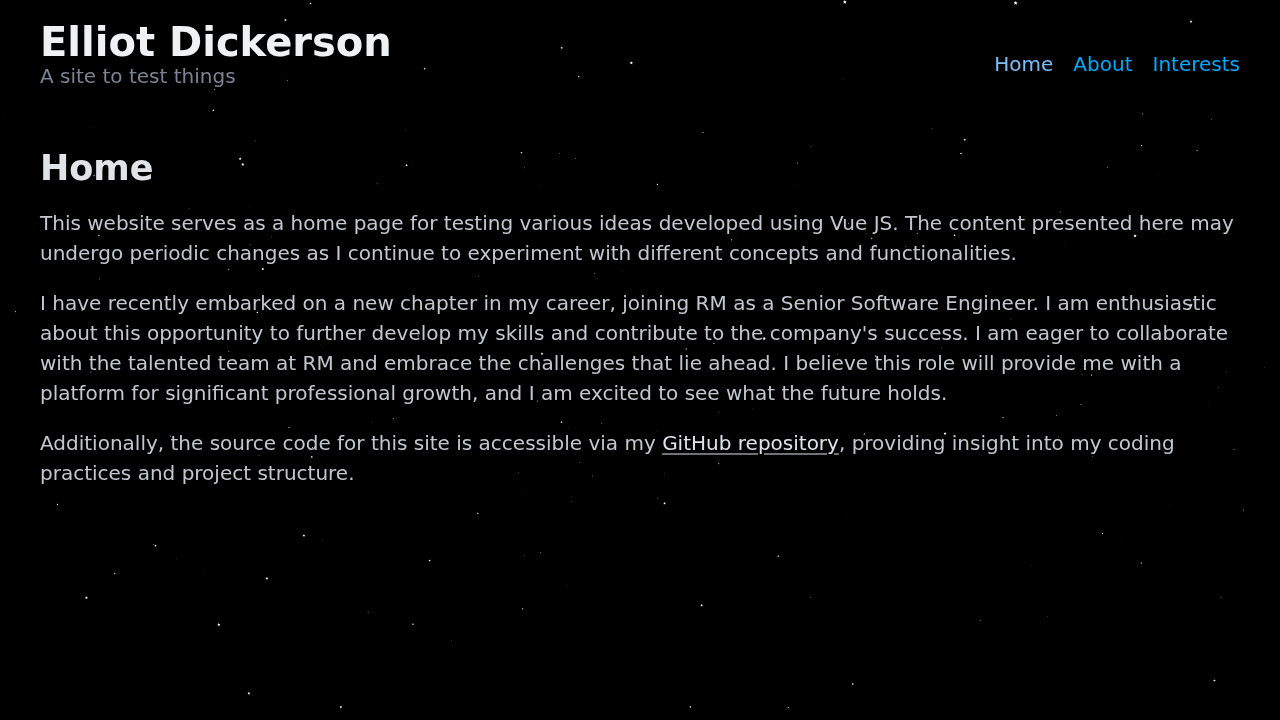 Elliot Dickerson
A site to test things
Home About Interests
Home
This website serves as a home page for testing various ideas developed using Vue JS. The content presented here may
undergo periodic changes as I continue to experiment with different concepts and functionalities.
I have recently embarked on a new chapter in my career, joining RM as a Senior Software Engineer. I am enthusiastic
about this opportunity to further develop my skills and contribute to the company's success. I am eager to collaborate
with the talented team at RM and embrace the challenges that lie ahead. I believe this role will provide me with a
platform for significant professional growth, and I am excited to see what the future holds.
Additionally, the source code for this site is accessible via my GitHub repository, providing insight into my coding
practices and project structure.